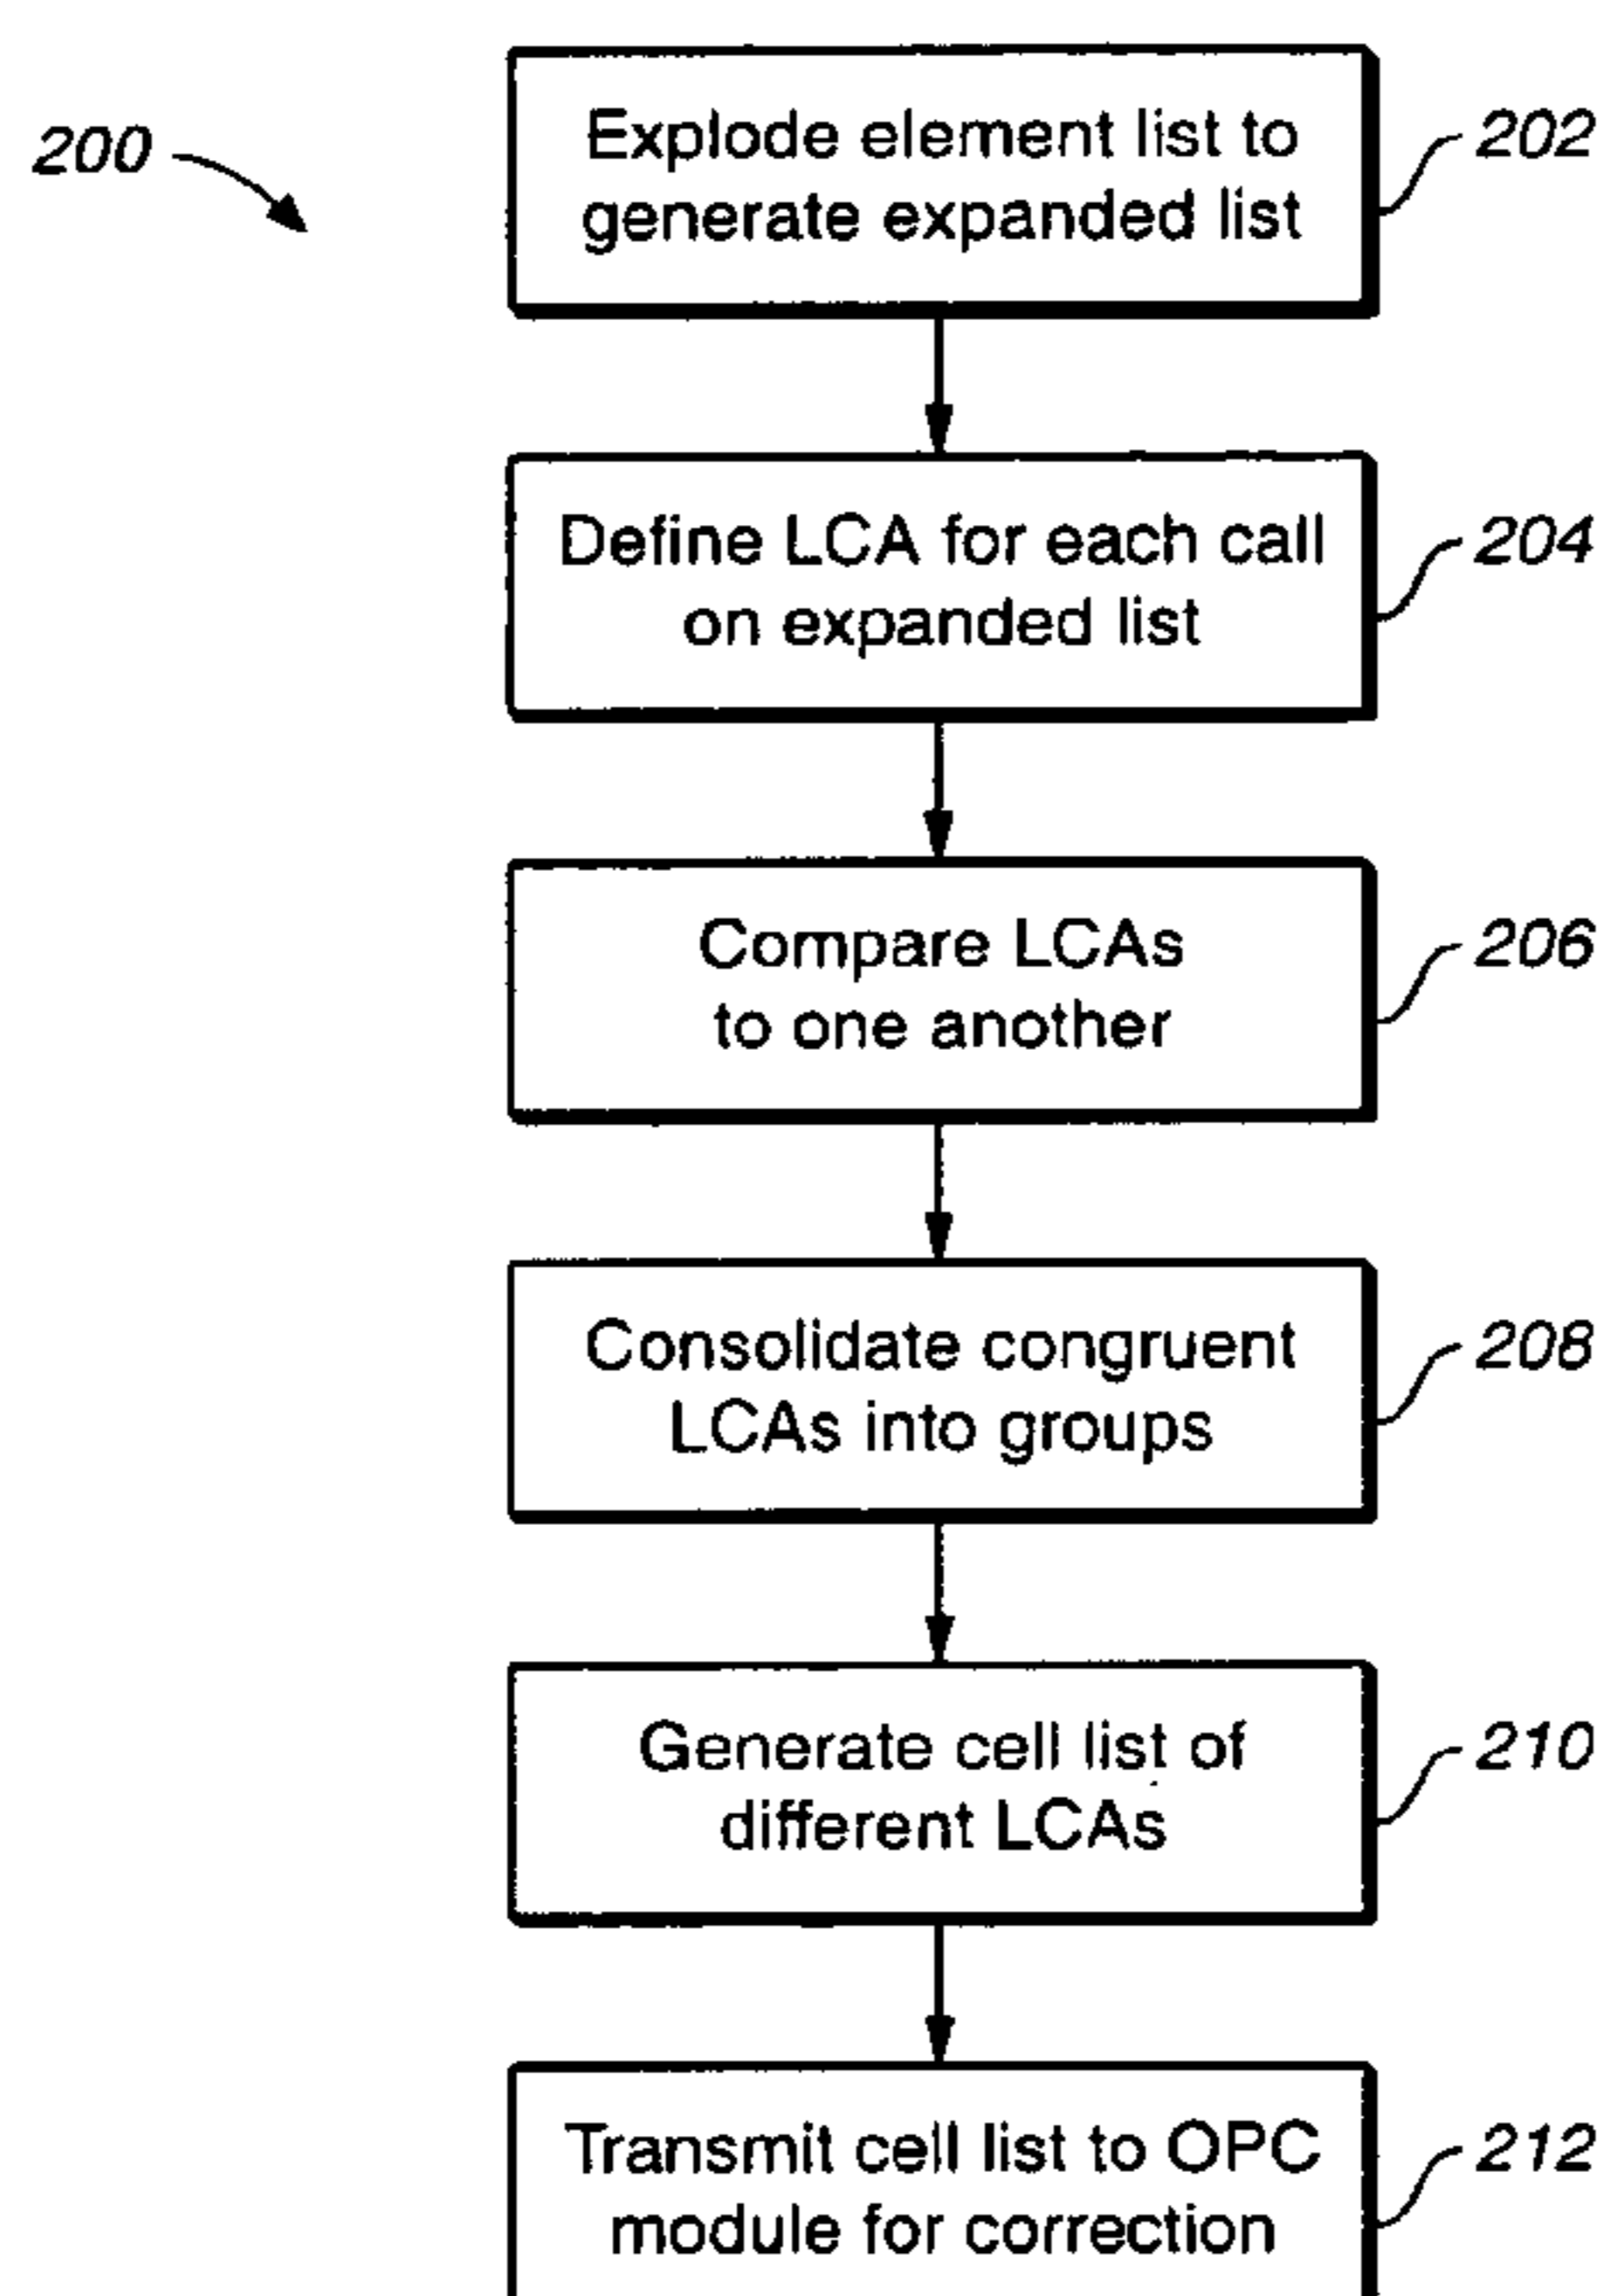 200
Explode element list to
generate expanded list
202
Define LCA for each call
on expanded list
204
Compare LCAs
to one another
206
Consolidate congruent
LCAs into groups
208
Generate cell list of
different LCAs
210
Transmit cell list to OPC
module for correction
212